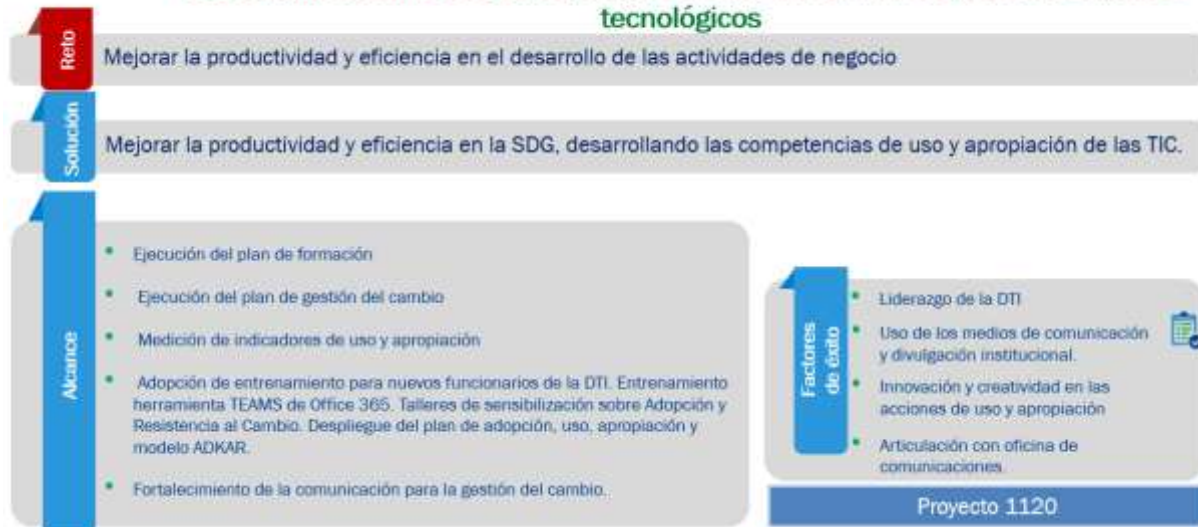 tecnológicos
Reto
Mejorar la productividad y eficiencia en el desarrollo de las actividades de negocio
Solución
Mejorar la productividad y eficiencia en la SDG, desarrollando las competencias de uso y apropiación de las TIC.
Alcance
• Ejecución del plan de formación
• Ejecución del plan de gestión del cambio
• Medición de indicadores de uso y apropiación
• Adopción de entrenamiento para nuevos funcionarios de la DTI. Entrenamiento
herramienta TEAMS de Office 365. Talleres de sensibilización sobre Adopción y
Resistencia al Cambio. Despliegue del plan de adopción, uso, apropiación y
modelo ADKAR.
• Fortalecimiento de la comunicación para la gestión del cambio.
Factores
de éxito
• Liderazgo de la DTI
• Uso de los medios de comunicación
y divulgación institucional.
• Innovación y creatividad en las
acciones de uso y apropiación
• Articulación con oficina de
comunicaciones.
Proyecto 1120